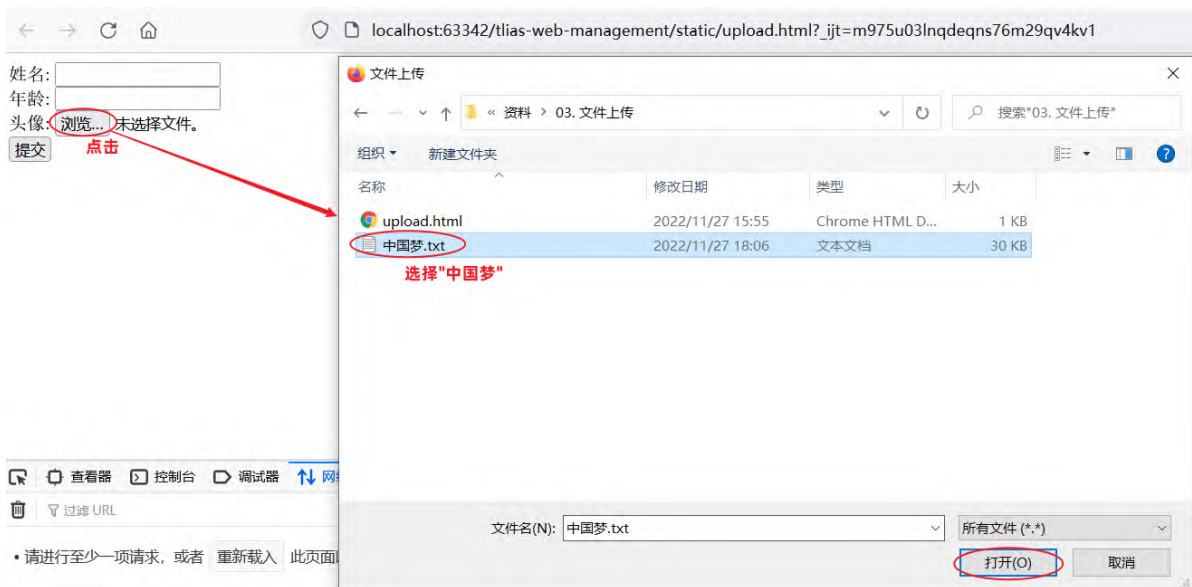 localhost:63342/tlias-web-management/static/upload.html?_ijt=m975u03lnqdeqns76m29qv4kv1
姓名:
年龄:
头像: 浏览... 未选择文件。
提交
点击
文件上传
« 资料 > 03. 文件上传
搜索"03. 文件上传"
组织 新建文件夹
名称 修改日期 类型 大小
upload.html 2022/11/27 15:55 Chrome HTML D... 1 KB
中国梦.txt 2022/11/27 18:06 文本文档 30 KB
选择"中国梦"
查看器 控制台 调试器 网
过滤 URL
• 请进行至少一项请求，或者 重新载入 此页面
文件名(N): 中国梦.txt 所有文件 (*.*)
打开(O) 取消